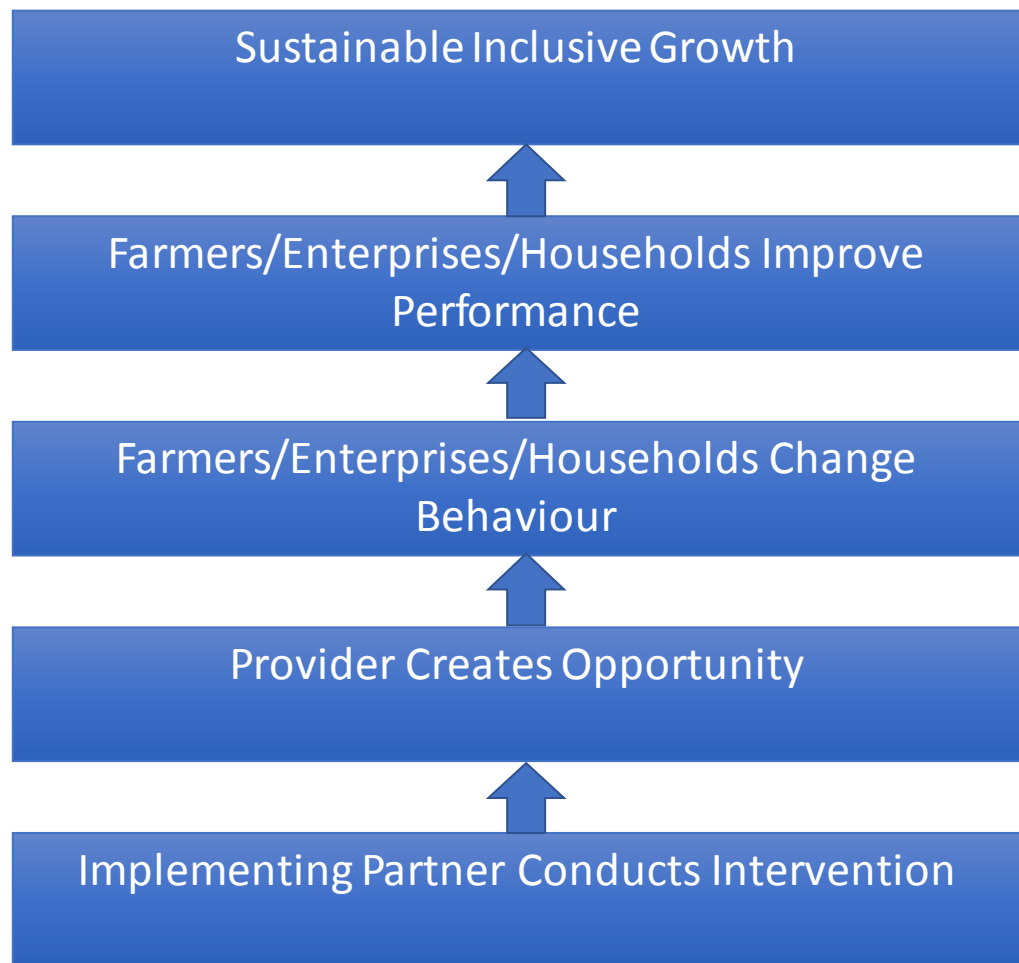 Sustainable Inclusive Growth
Farmers/Enterprises/Households Improve
Performance
Farmers/Enterprises/Households Change
Behaviour
Provider Creates Opportunity
Implementing Partner Conducts Intervention